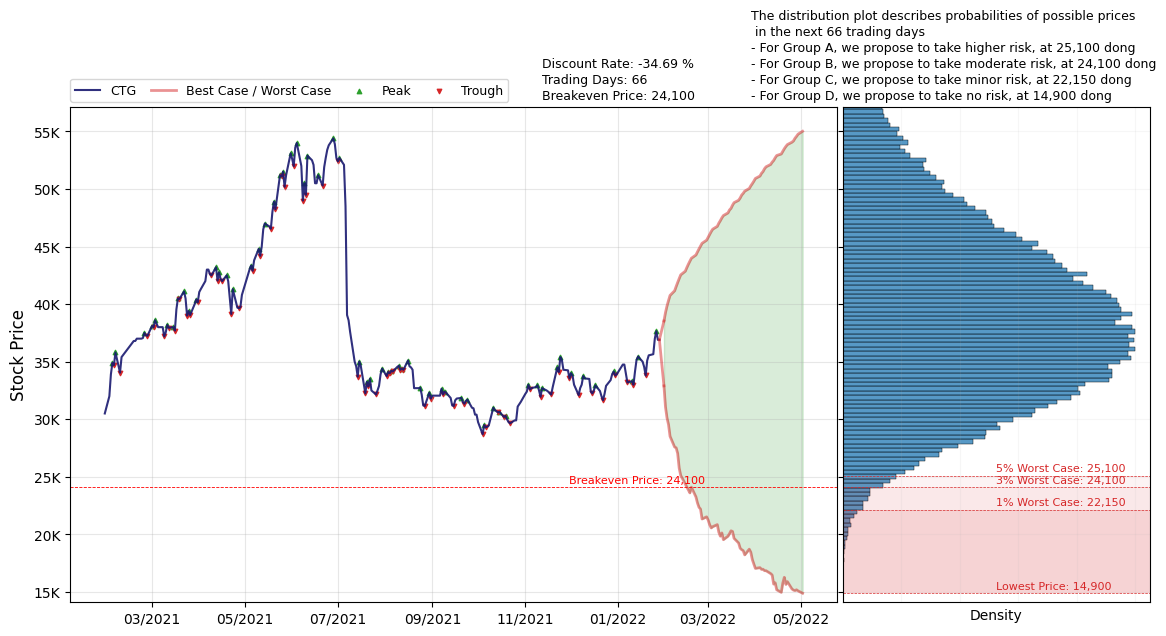 The distribution plot describes probabilities of possible prices
in the next 66 trading days
- For Group A, we propose to take higher risk, at 25,100 dong
- For Group B, we propose to take moderate risk, at 24,100 dong
- For Group C, we propose to take minor risk, at 22,150 dong
- For Group D, we propose to take no risk, at 14,900 dong
Discount Rate: -34.69 %
Trading Days: 66
Breakeven Price: 24,100
CTG
Best Case / Worst Case
Peak
Trough
Stock Price
55K
50K
45K
40K
35K
30K
25K
20K
15K
Breakeven Price: 24,100
03/2021
05/2021
07/2021
09/2021
11/2021
01/2022
03/2022
05/2022
5% Worst Case: 25,100
3% Worst Case: 24,100
1% Worst Case: 22,150
Lowest Price: 14,900
Density